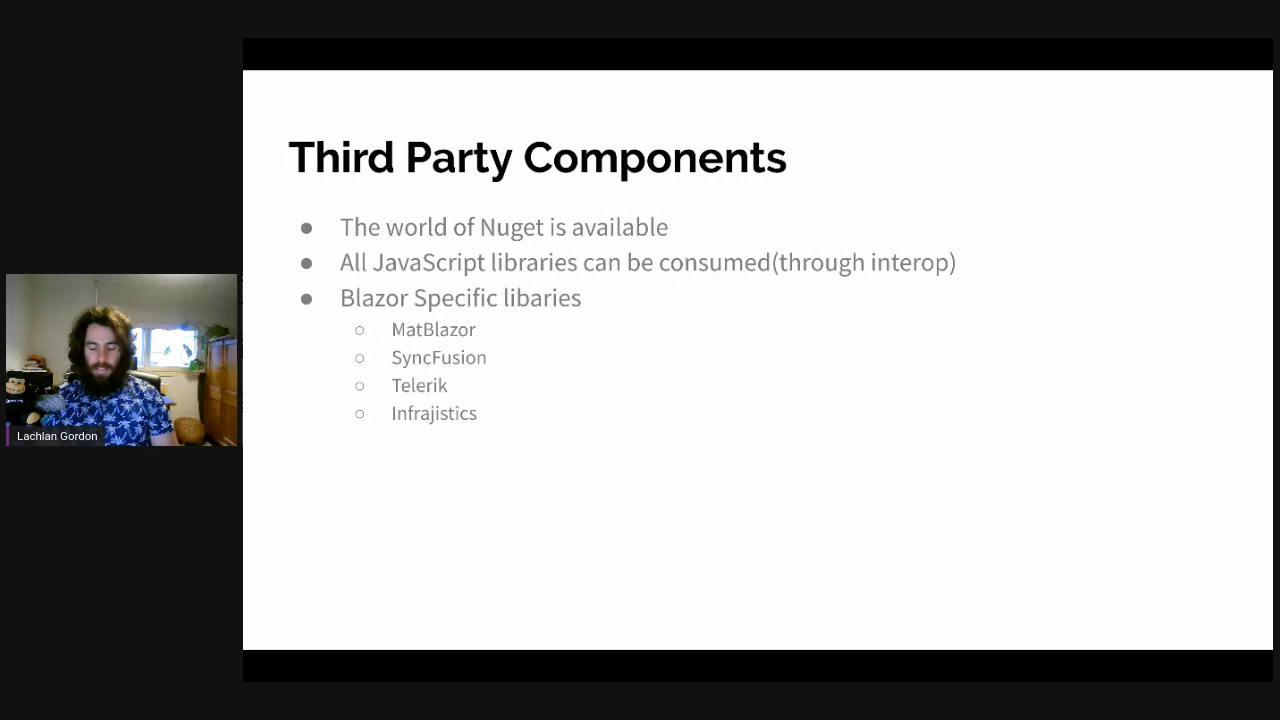 Third Party Components
● The world of Nuget is available
● All JavaScript libraries can be consumed(through interop)
● Blazor Specific libaries
○ MatBlazor
○ SyncFusion
○ Telerik
○ Infrajistics
Lachlan Gordon